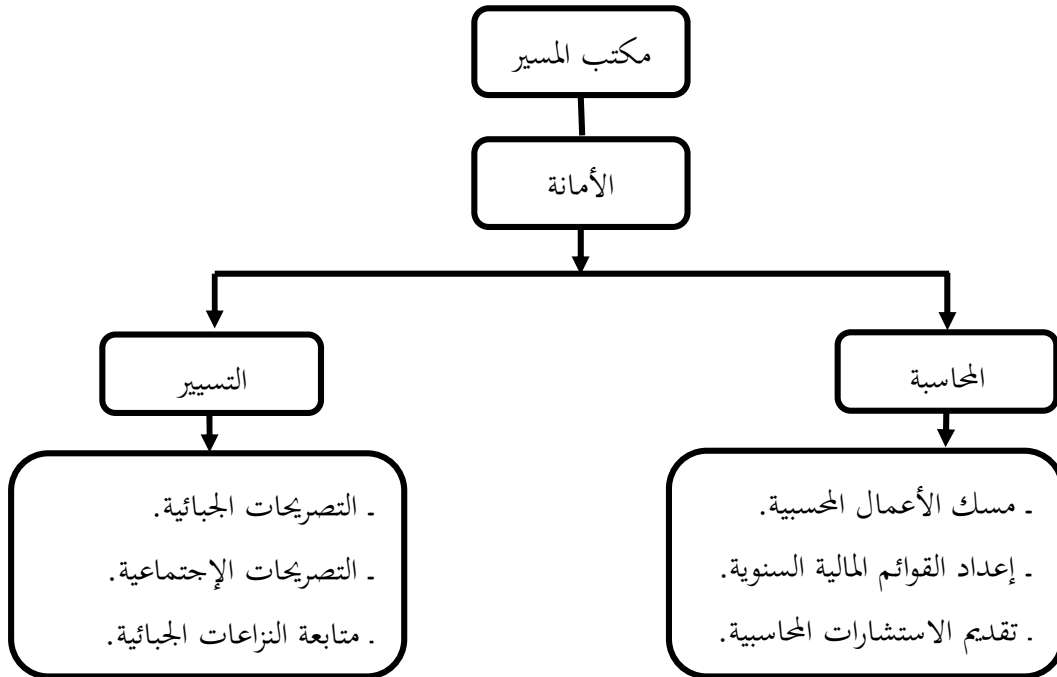 مكتب المسير
الأمانة
المحاسبة
التسيير
ـ مسك الأعمال المحسبية.
ـ إعداد القوائم المالية السنوية.
ـ تقديم الاستشارات المحاسبية.
ـ التصريحات الجبائية.
ـ التصريحات الإجتماعية.
ـ متابعة النزاعات الجبائية.